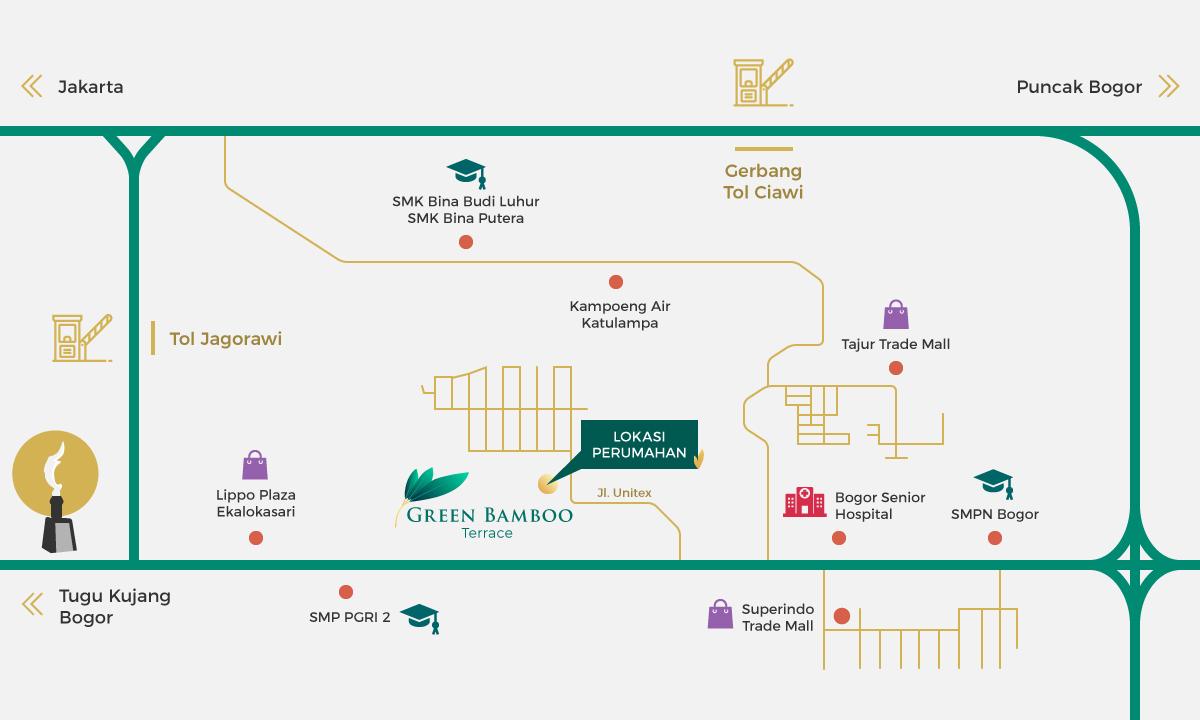 Jakarta
Puncak Bogor
Gerbang
Tol Ciawi
SMK Bina Budi Luhur
SMK Bina Putera
Kampoeng Air
Katulampa
Tol Jagorawi
Tajur Trade Mall
LOKASI
PERUMAHAN
Lippo Plaza
Ekalokasari
GREEN BAMBOO
Terrace
Jl. Unitex
Bogor Senior
Hospital
SMPN Bogor
Tugu Kujang
Bogor
SMP PGRI 2
Superindo
Trade Mall